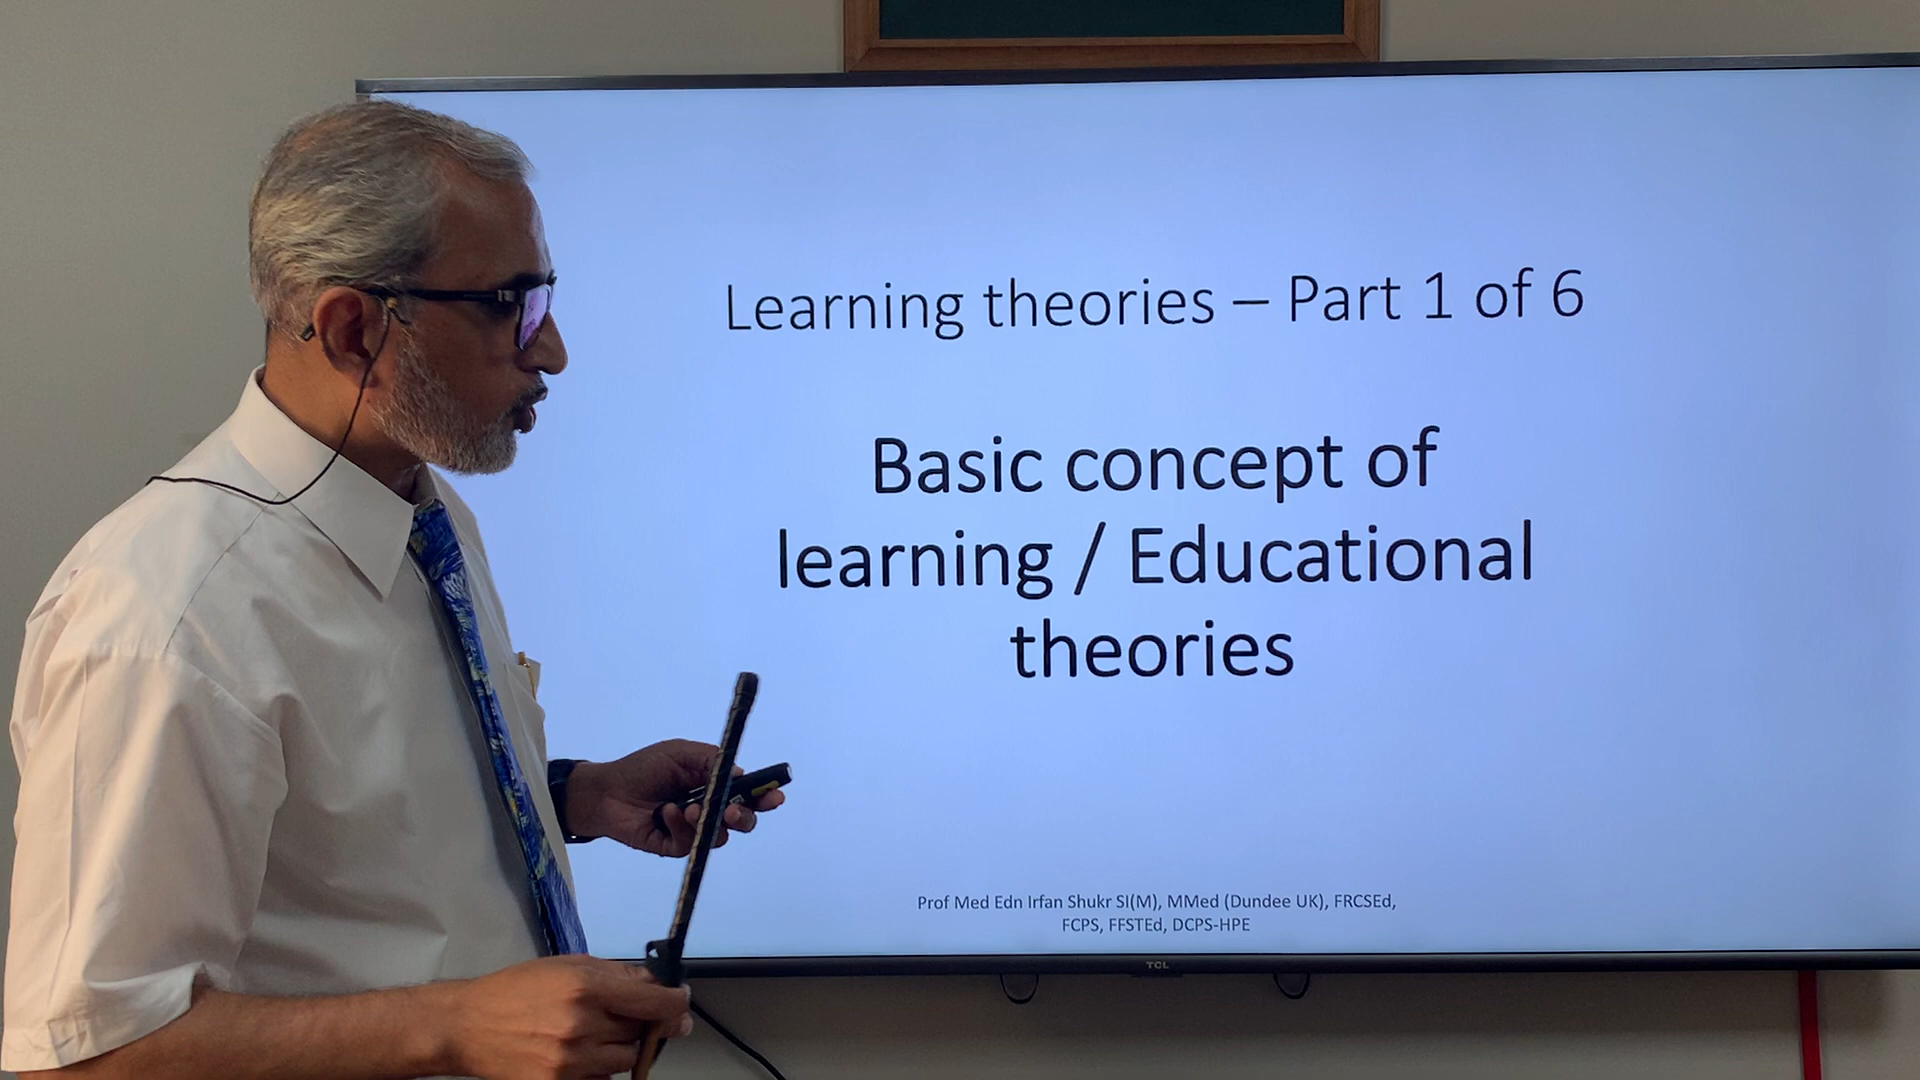 Learning theories – Part 1 of 6
Basic concept of
learning / Educational
theories
Prof Med Edn Irfan Shukr SI(M), MMed (Dundee UK), FRCSEd,
FCPS, FFSTEd, DCPS-HPE
TCL